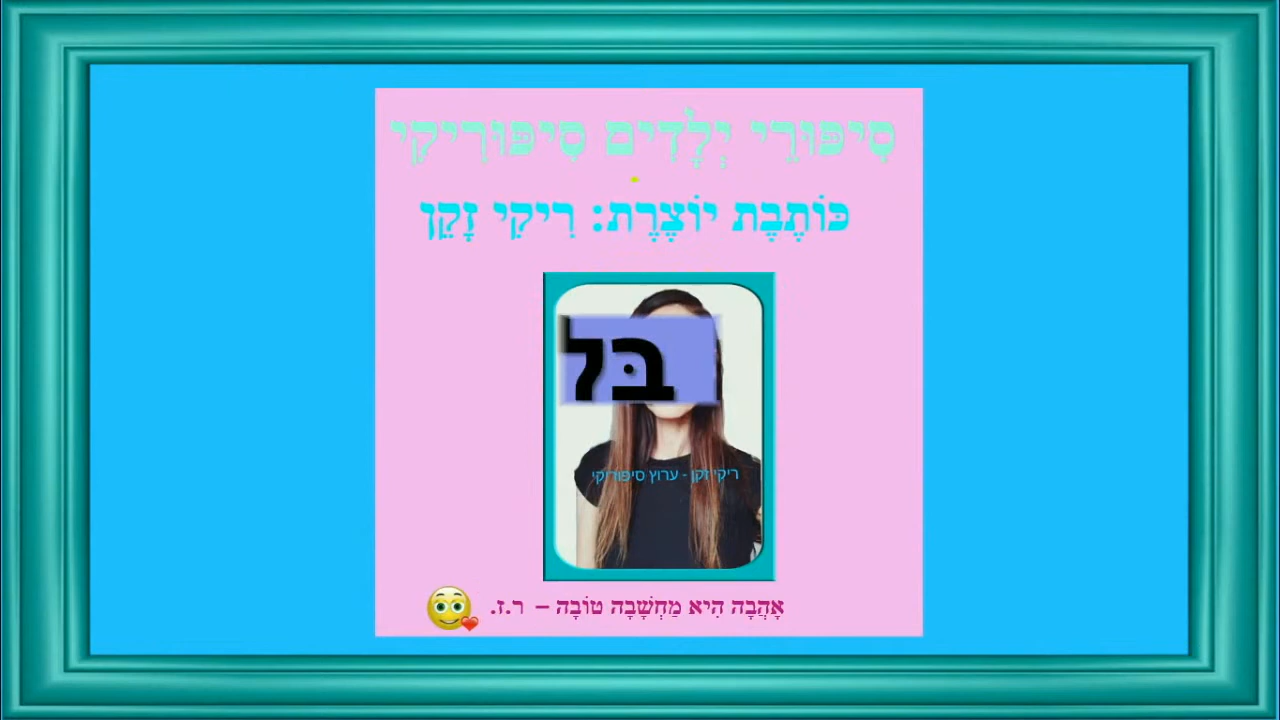 סִיפּוּרֵי יְלָדִים סִיפּוּרִיקִי
כּוֹתֶבֶת יוֹצֶרֶת: רִיקִי זָקֵן
בּל
ריקי זקן - ערוץ סיפוריקי
אָהֲבָה הִיא מַחְשָׁבָה טוֹבָה – ר.ז.